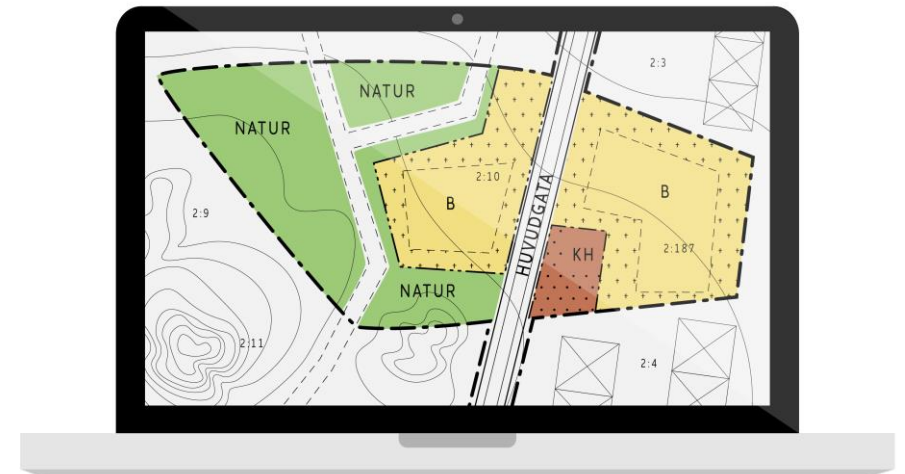 2:3
NATUR
NATUR
2:10
B
B
2:9
HUVUDGATA
2:187
KH
NATUR
2:11
2:4